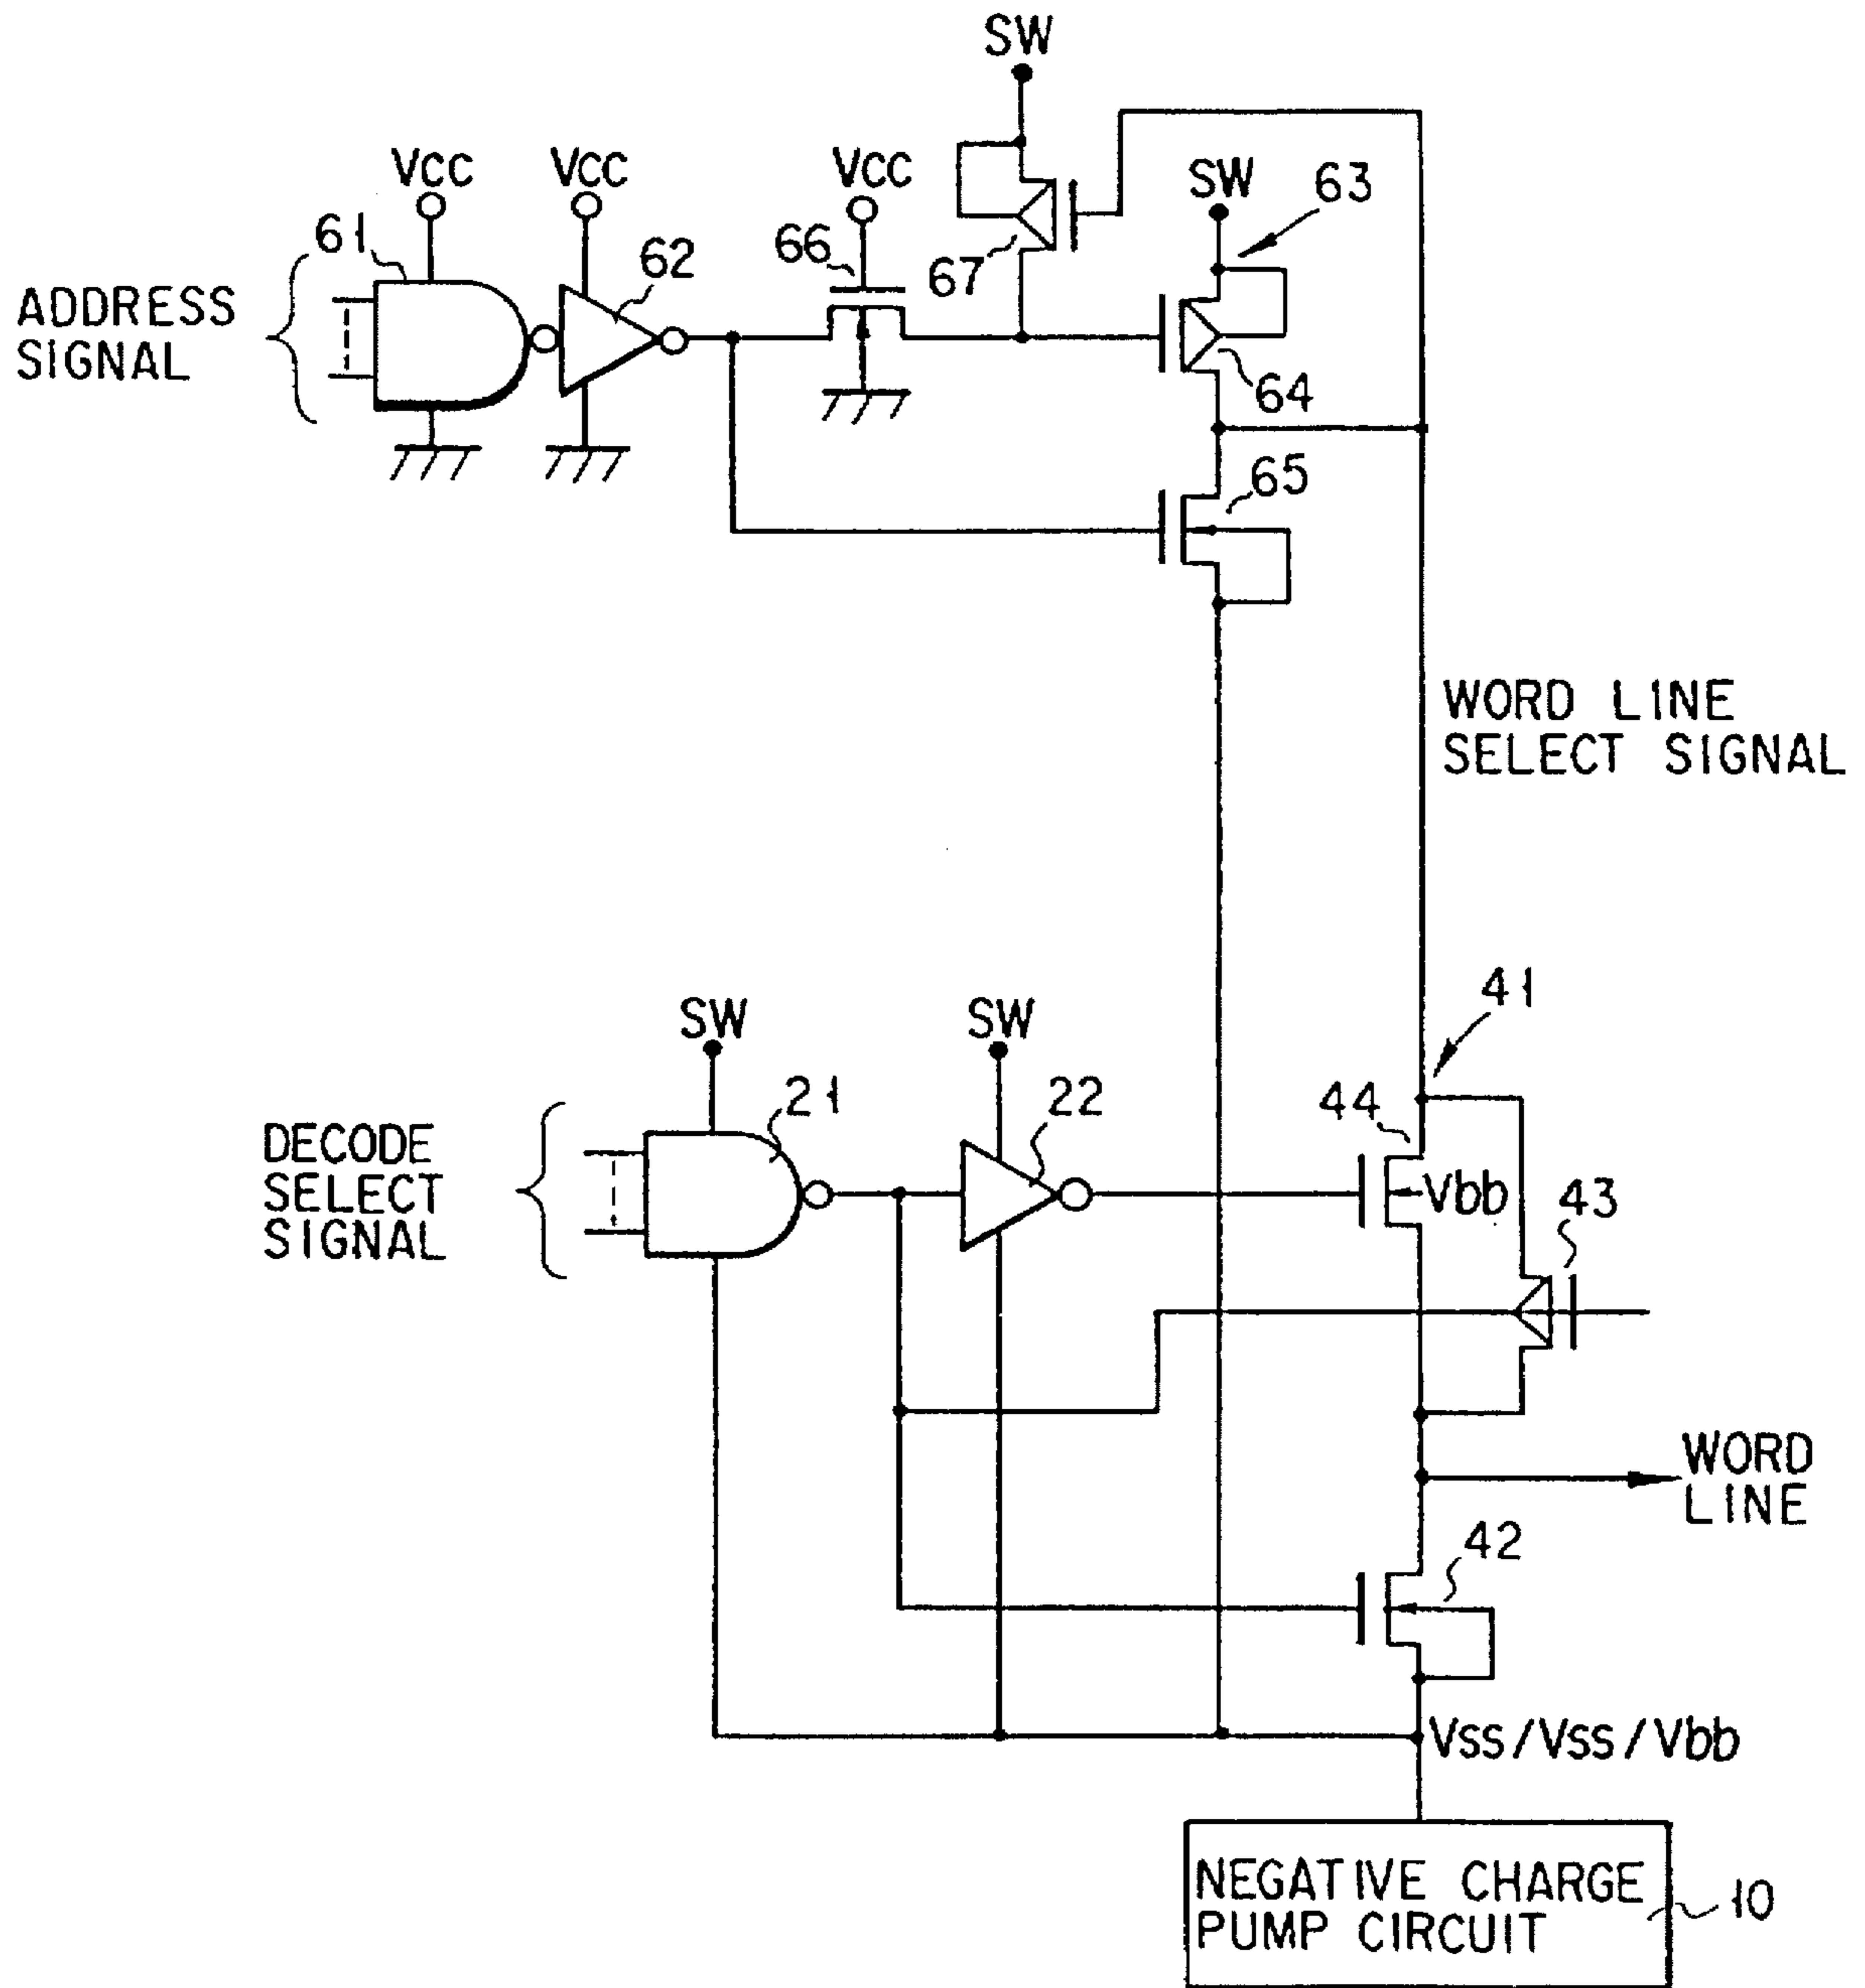 SW
VCC
VCC
VCC
SW
63
61
66
62
67
ADDRESS
SIGNAL
64
65
WORD LINE
SELECT SIGNAL
41
SW
SW
21
22
44
DECODE
SELECT
SIGNAL
Vbb
43
WORD
LINE
42
Vss/Vss/Vbb
NEGATIVE CHARGE
PUMP CIRCUIT
10